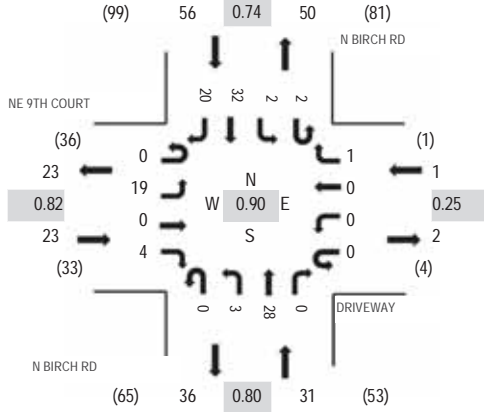 (99) 56 0.74 50 (81)
N BIRCH RD
NE 9TH COURT
20 32 2 2
(36) (1)
0 1
23 1
19 N 0
0.82 W 0.90 E 0.25
0 S 0
23 2
4 0
(33) (4)
0 3 28 0
DRIVEWAY
N BIRCH RD
(65) 36 0.80 31 (53)